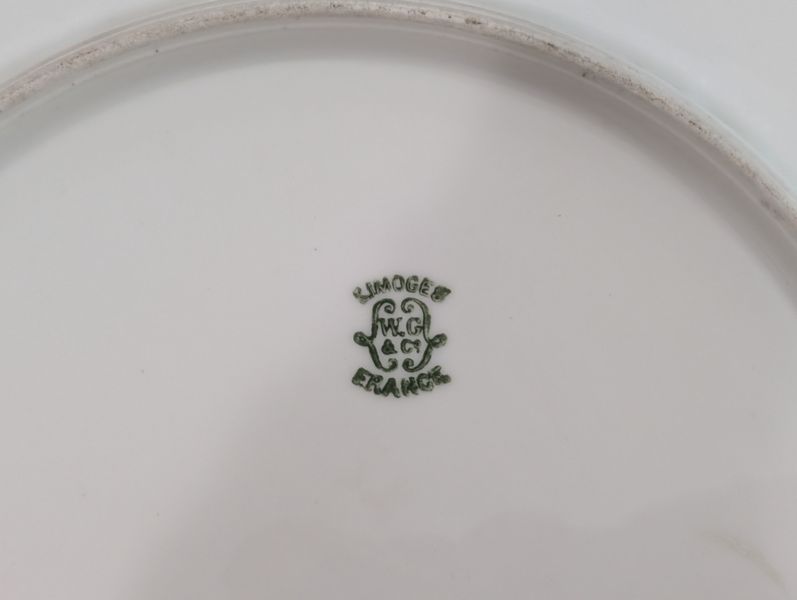 LIMOGES
W.G
& Co
FRANCE